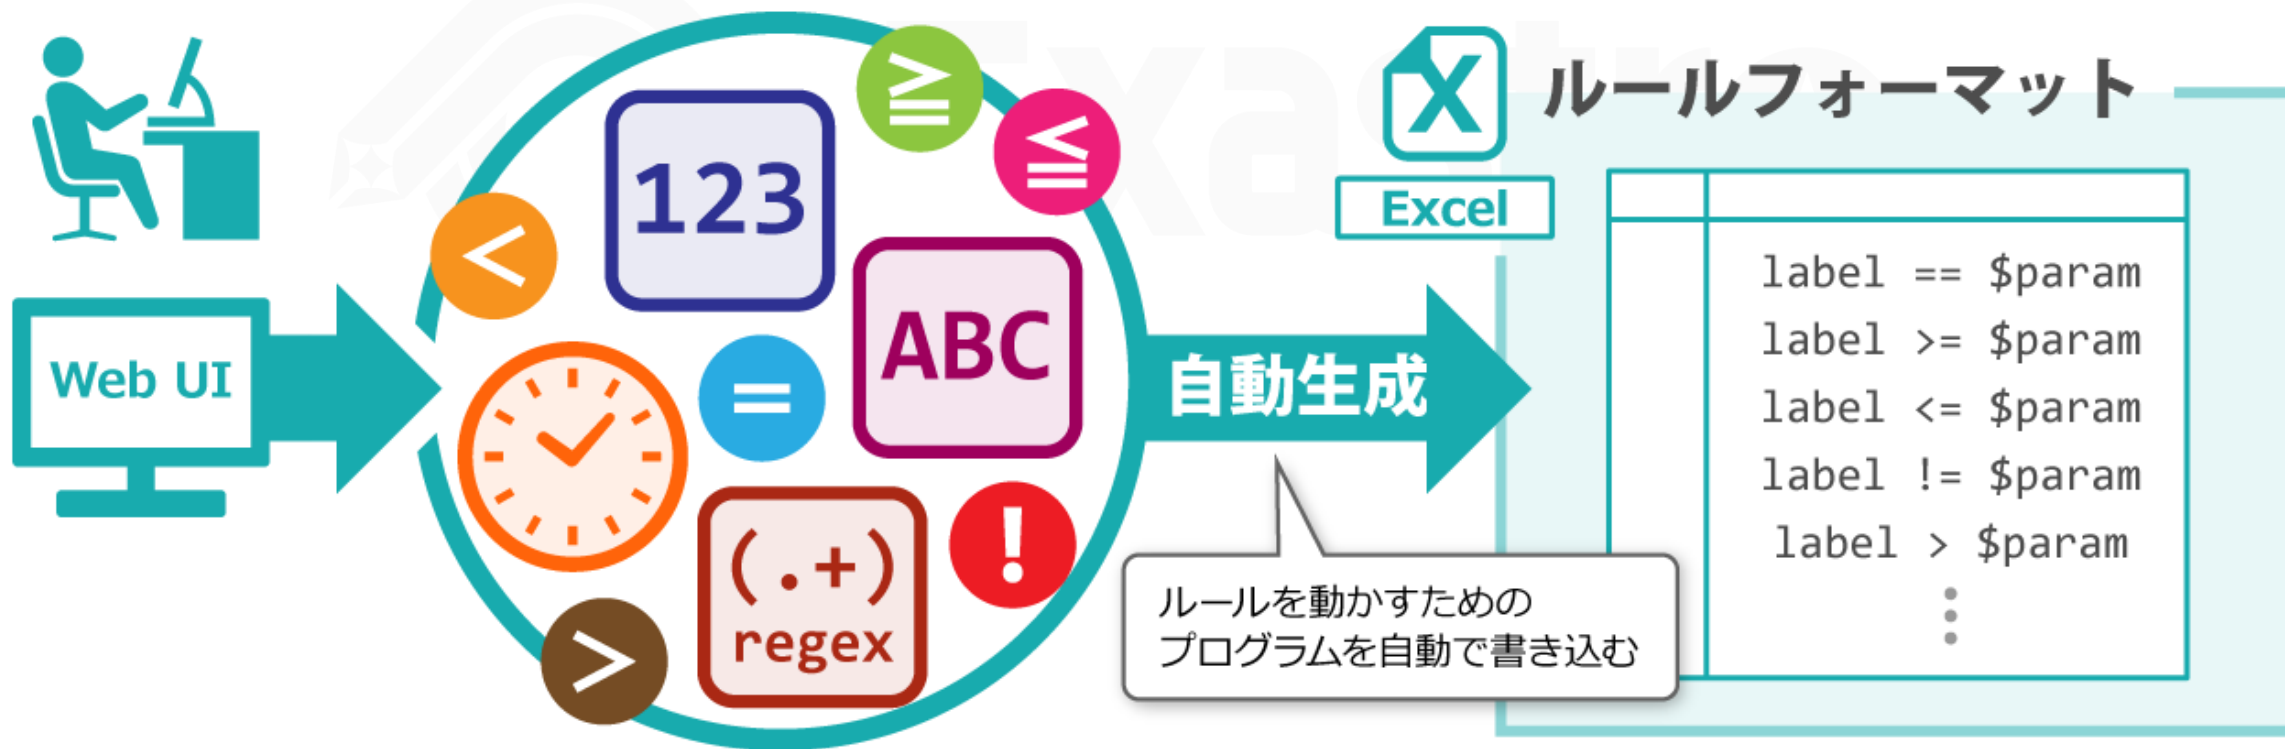 Web UI
<
123
≧
≦
=
ABC
(.+)
regex
!
>
自動生成
ルールを動かすための
プログラムを自動で書き込む
X
Excel
ルールフォーマット
label == $param
label >= $param
label <= $param
label != $param
label > $param